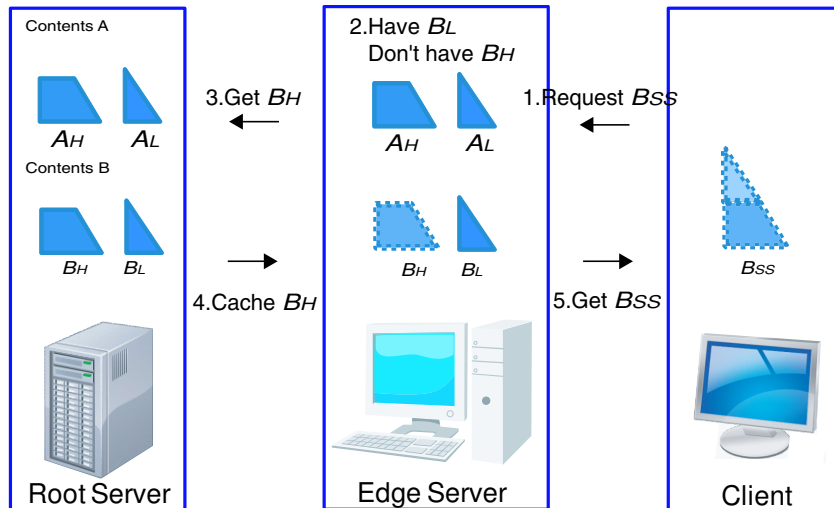 Contents A
AH AL
Contents B
BH BL
Root Server
3.Get BH
4.Cache BH
2.Have BL
Don't have BH
AH AL
BH BL
Edge Server
1.Request BSS
5.Get BSS
BSS
Client